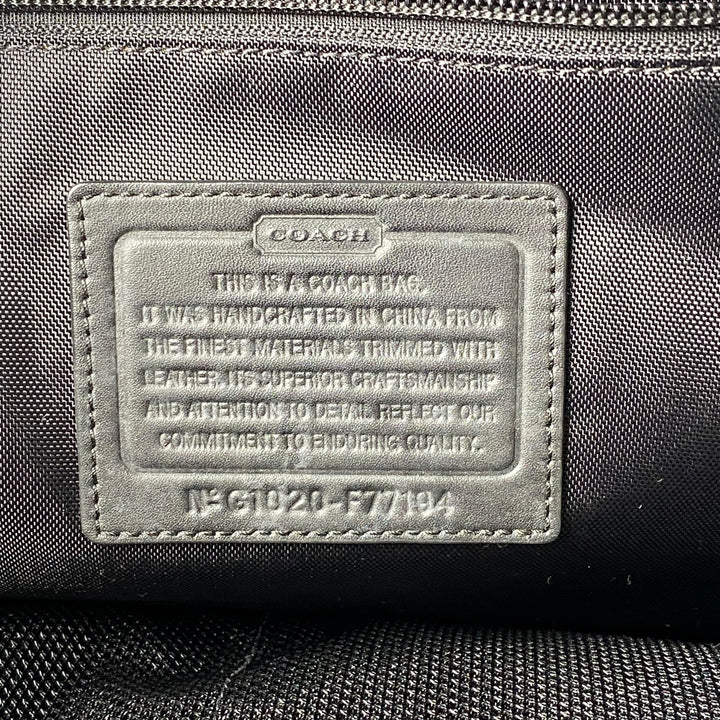 COACH
THIS IS A COACH BAG.
IT WAS HANDCRAFTED IN CHINA FROM
THE FINEST MATERIALS TRIMMED WITH
LEATHER. ITS SUPERIOR CRAFTSMANSHIP
AND ATTENTION TO DETAIL REFLECT OUR
COMMITMENT TO ENDURING QUALITY.
Nº G1020-F77194